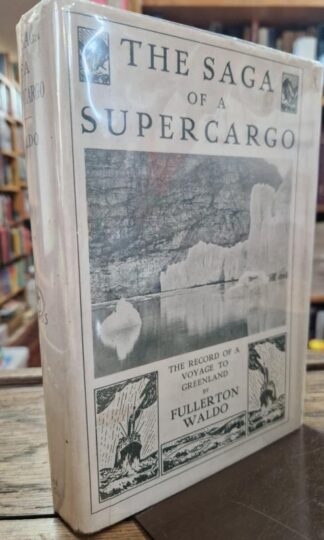 THE SAGA
OF A
SUPERCARGO
THE RECORD OF A
VOYAGE TO
GREENLAND
BY
FULLERTON
WALDO